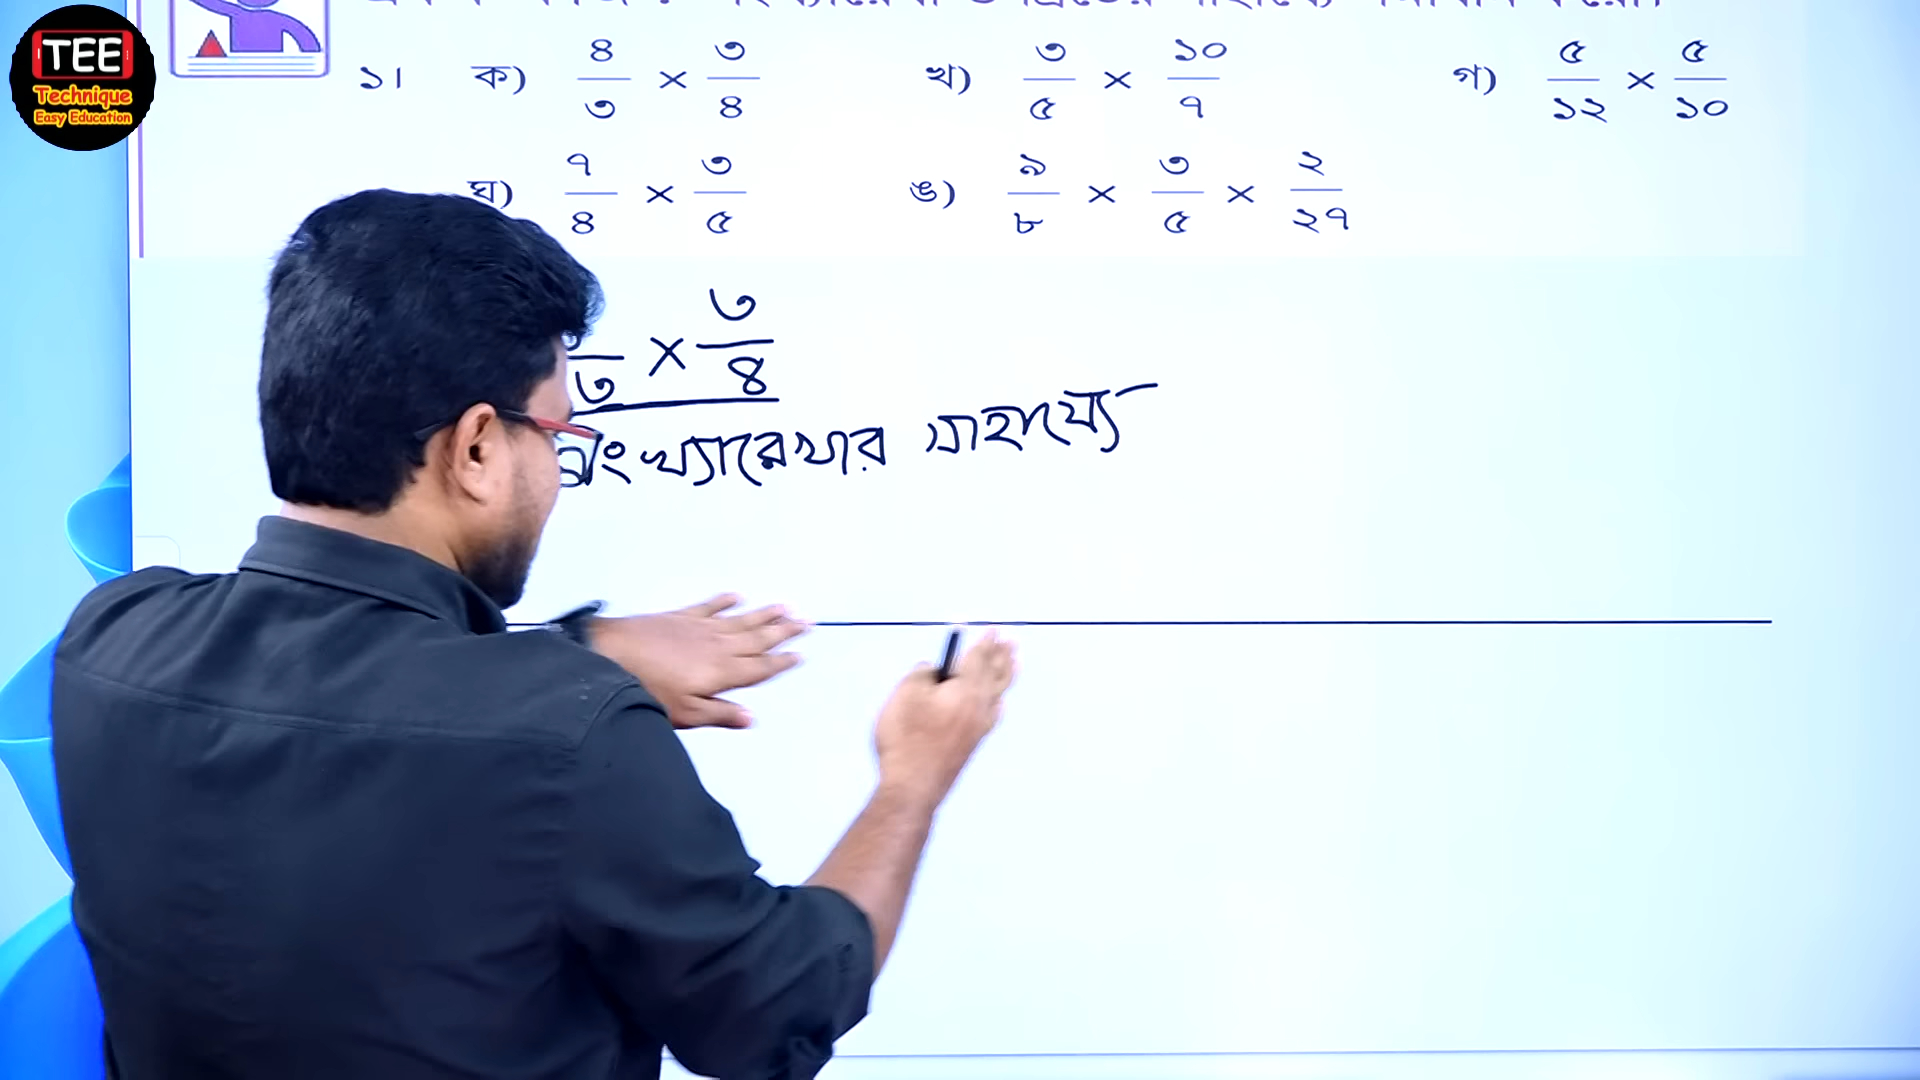 TEE
Technique
Easy Education
১। ক) ৪/৩ × ৩/৪ খ) ৩/৫ × ১০/৭ গ) ৫/১২ × ৫/১০
ঘ) ৭/৪ × ৩/৫ ঙ) ৯/৮ × ৩/৫ × ২/২৭
৩ × ৩/৪
সংখ্যারেখার সাহায্যে